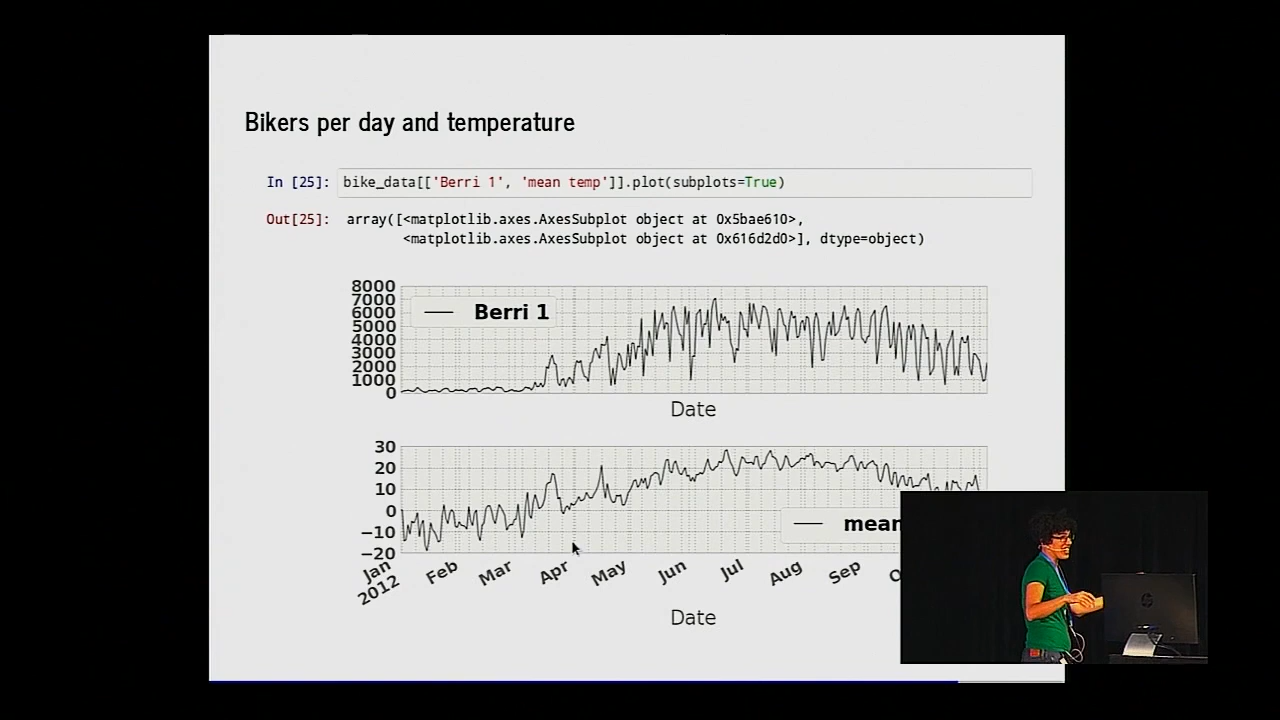 Bikers per day and temperature
In [25]: bike_data[['Berri 1', 'mean temp']].plot(subplots=True)
Out[25]: array([<matplotlib.axes.AxesSubplot object at 0x5bae610>,
<matplotlib.axes.AxesSubplot object at 0x616d2d0>], dtype=object)
8000
7000
6000
5000
4000
3000
2000
1000
0
Berri 1
Date
30
20
10
0
−10
−20
mean
Jan 2012 Feb Mar Apr May Jun Jul Aug Sep
Date